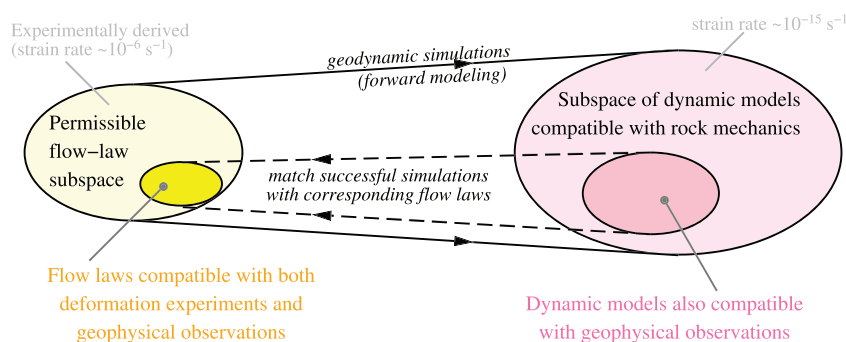 Experimentally derived
(strain rate ~10⁻⁶ s⁻¹)
strain rate ~10⁻¹⁵ s⁻¹
geodynamic simulations
(forward modeling)
Permissible
flow–law
subspace
Subspace of dynamic models
compatible with rock mechanics
match successful simulations
with corresponding flow laws
Flow laws compatible with both
deformation experiments and
geophysical observations
Dynamic models also compatible
with geophysical observations